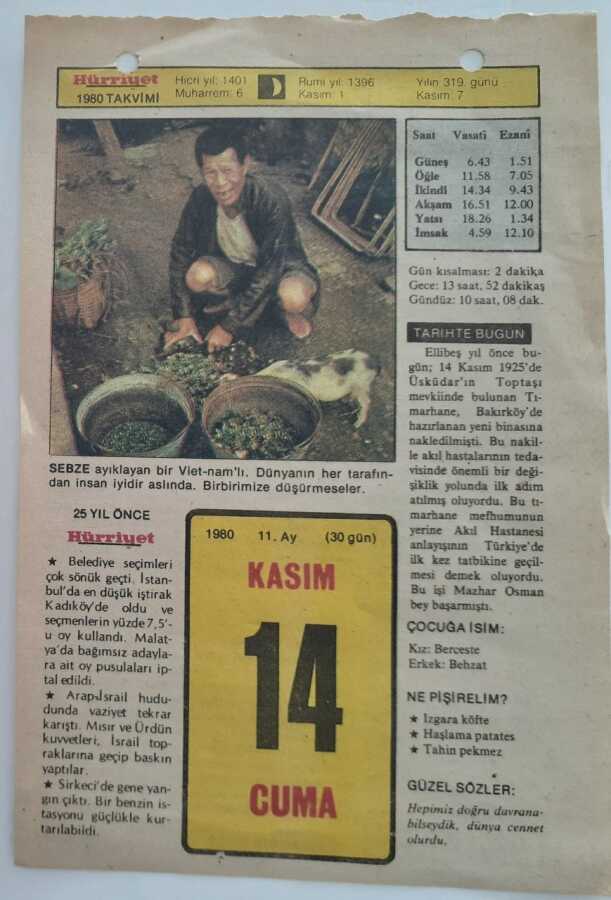 Hürriyet
1980 TAKVİMİ
Hicri yıl: 1401
Muharrem: 6
Rumi yıl: 1396
Kasım: 1
Yılın 319. günü
Kasım: 7
Saat Vasatî Ezanî
Güneş 6.43 1.51
Öğle 11.58 7.05
İkindi 14.34 9.43
Akşam 16.51 12.00
Yatsı 18.26 1.34
İmsak 4.59 12.10
Gün kısalması: 2 dakika
Gece: 13 saat, 52 dakikaş
Gündüz: 10 saat, 08 dak.
SEBZE ayıklayan bir Viet-nam'lı. Dünyanın her tarafın-
dan insan iyidir aslında. Birbirimize düşürmeseler.
25 YIL ÖNCE
Hürriyet
★ Belediye seçimleri
çok sönük geçti. İstan-
bul'da en düşük iştirak
Kadıköy'de oldu ve
seçmenlerin yüzde 7,5'-
u oy kullandı. Malat-
ya'da bağımsız adayla-
ra ait oy pusulaları ip-
tal edildi.
★ Arap-İsrail hudu-
dunda vaziyet tekrar
karıştı. Mısır ve Ürdün
kuvvetleri, İsrail top-
raklarına geçip baskın
yaptılar.
★ Sirkeci'de gene yan-
gın çıktı. Bir benzin is-
tasyonu güçlükle kur-
tarılabildi.
1980 11. Ay (30 gün)
KASIM
14
CUMA
TARİHTE BUGÜN
Ellibeş yıl önce bu-
gün; 14 Kasım 1925'de
Üsküdar'ın Toptaşı
mevkiinde bulunan Tı-
marhane, Bakırköy'de
hazırlanan yeni binasına
nakledilmişti. Bu nakil-
le akıl hastalarının teda-
visinde önemli bir deği-
şiklik yolunda ilk adım
atılmış oluyordu. Bu tı-
marhane mefhumunun
yerine Akıl Hastanesi
anlayışının Türkiye'de
ilk kez tatbikine geçil-
mesi demek oluyordu.
Bu işi Mazhar Osman
bey başarmıştı.
ÇOCUĞA İSİM:
Kız: Berceste
Erkek: Behzat
NE PİŞİRELİM?
★ Izgara köfte
★ Haşlama patates
★ Tahin pekmez
GÜZEL SÖZLER:
Hepimiz doğru davrana-
bilseydik, dünya cennet
olurdu.